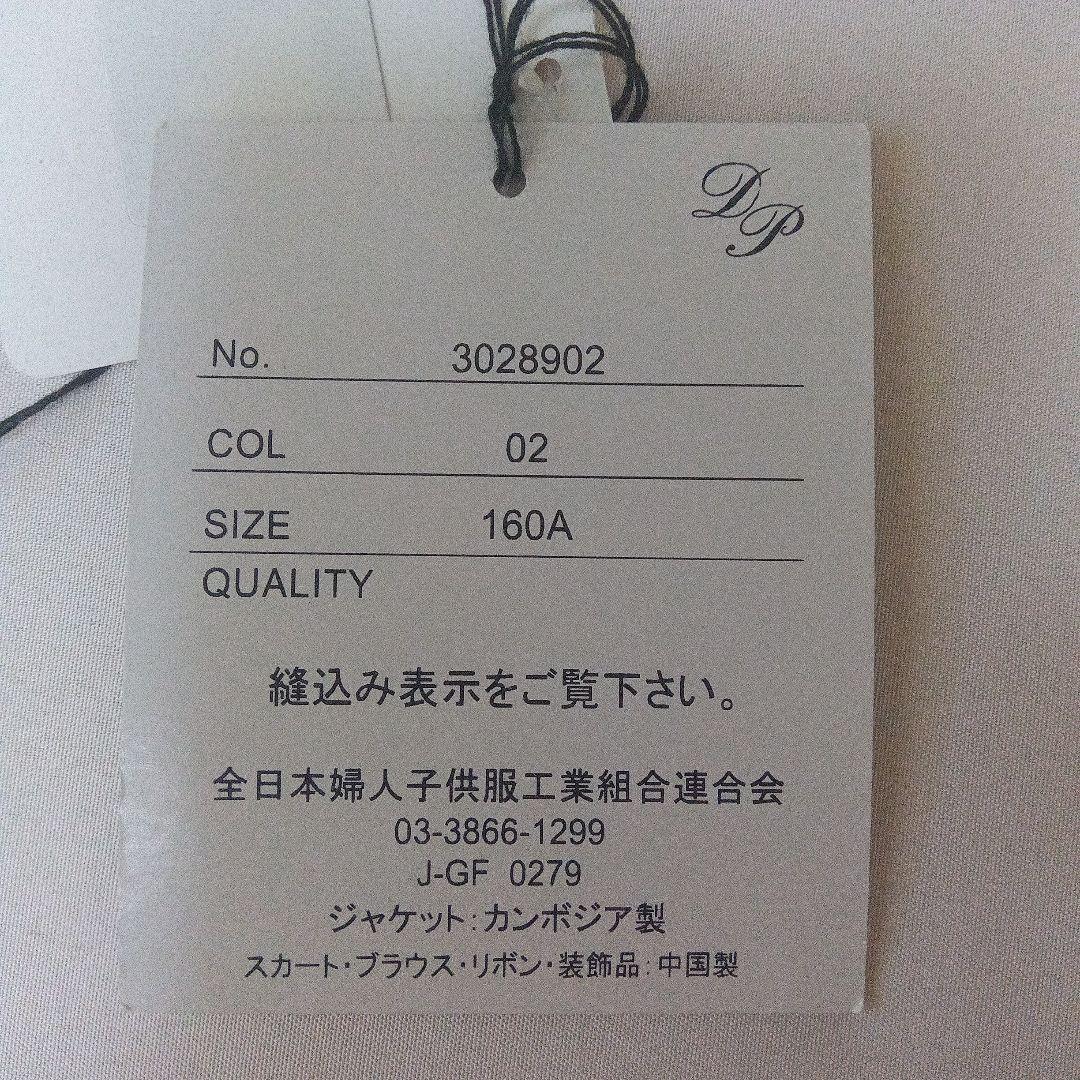 DP
No. 3028902
COL 02
SIZE 160A
QUALITY
縫込み表示をご覧下さい。
全日本婦人子供服工業組合連合会
03-3866-1299
J-GF 0279
ジャケット:カンボジア製
スカート・ブラウス・リボン・装飾品:中国製